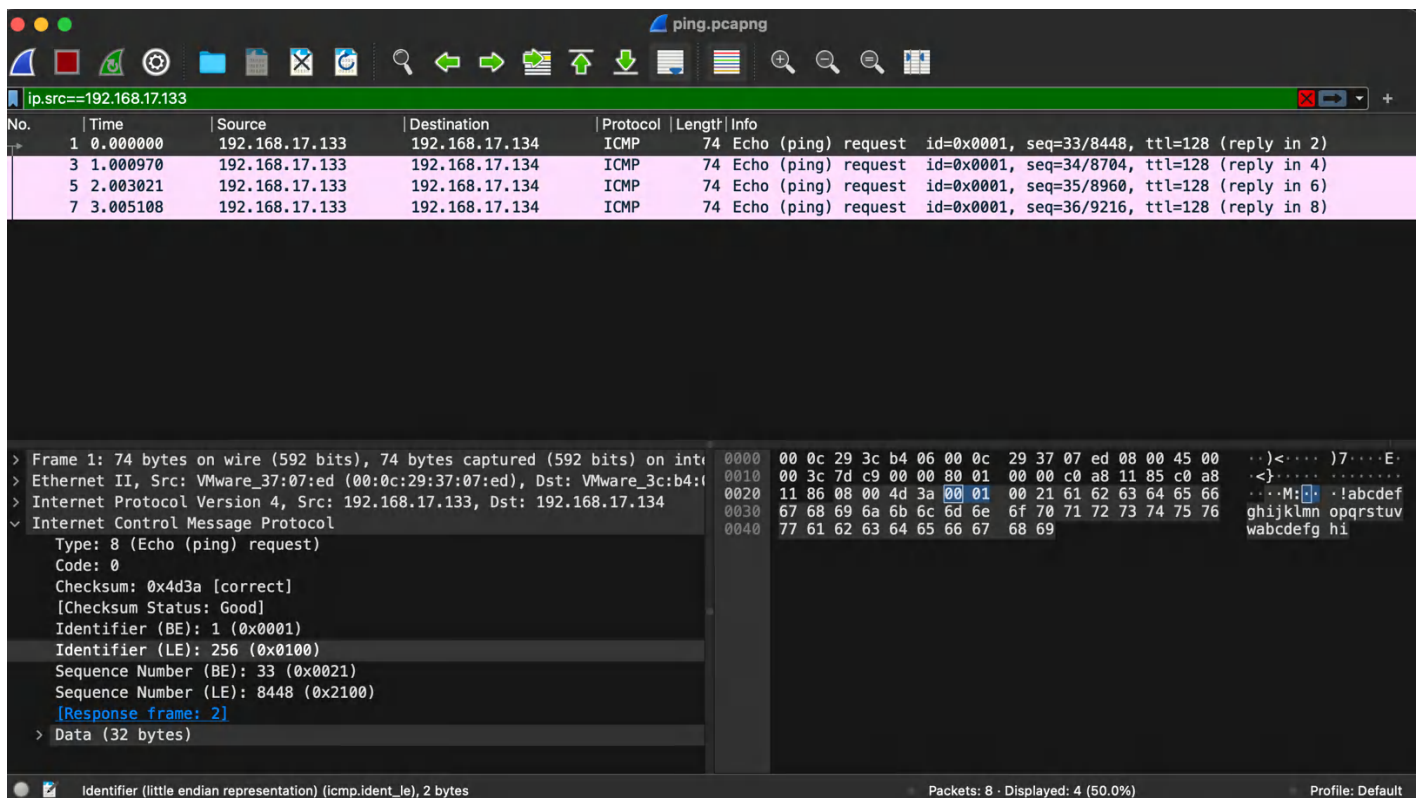 ping.pcapng
ip.src==192.168.17.133
No. Time Source Destination Protocol Lengtl Info
1 0.000000 192.168.17.133 192.168.17.134 ICMP 74 Echo (ping) request id=0x0001, seq=33/8448, ttl=128 (reply in 2)
3 1.000970 192.168.17.133 192.168.17.134 ICMP 74 Echo (ping) request id=0x0001, seq=34/8704, ttl=128 (reply in 4)
5 2.003021 192.168.17.133 192.168.17.134 ICMP 74 Echo (ping) request id=0x0001, seq=35/8960, ttl=128 (reply in 6)
7 3.005108 192.168.17.133 192.168.17.134 ICMP 74 Echo (ping) request id=0x0001, seq=36/9216, ttl=128 (reply in 8)
> Frame 1: 74 bytes on wire (592 bits), 74 bytes captured (592 bits) on inte
> Ethernet II, Src: VMware_37:07:ed (00:0c:29:37:07:ed), Dst: VMware_3c:b4:0
> Internet Protocol Version 4, Src: 192.168.17.133, Dst: 192.168.17.134
Internet Control Message Protocol
Type: 8 (Echo (ping) request)
Code: 0
Checksum: 0x4d3a [correct]
[Checksum Status: Good]
Identifier (BE): 1 (0x0001)
Identifier (LE): 256 (0x0100)
Sequence Number (BE): 33 (0x0021)
Sequence Number (LE): 8448 (0x2100)
[Response frame: 2]
> Data (32 bytes)
0000 00 0c 29 3c b4 06 00 0c 29 37 07 ed 08 00 45 00 ··)<···· )7····E·
0010 00 3c 7d c9 00 00 80 01 00 00 c0 a8 11 85 c0 a8 ·<}····· ········
0020 11 86 08 00 4d 3a 00 01 00 21 61 62 63 64 65 66 ····M:·· ·!abcdef
0030 67 68 69 6a 6b 6c 6d 6e 6f 70 71 72 73 74 75 76 ghijklmn opqrstuv
0040 77 61 62 63 64 65 66 67 68 69 wabcdefg hi
Identifier (little endian representation) (icmp.ident_le), 2 bytes
Packets: 8 · Displayed: 4 (50.0%)
Profile: Default